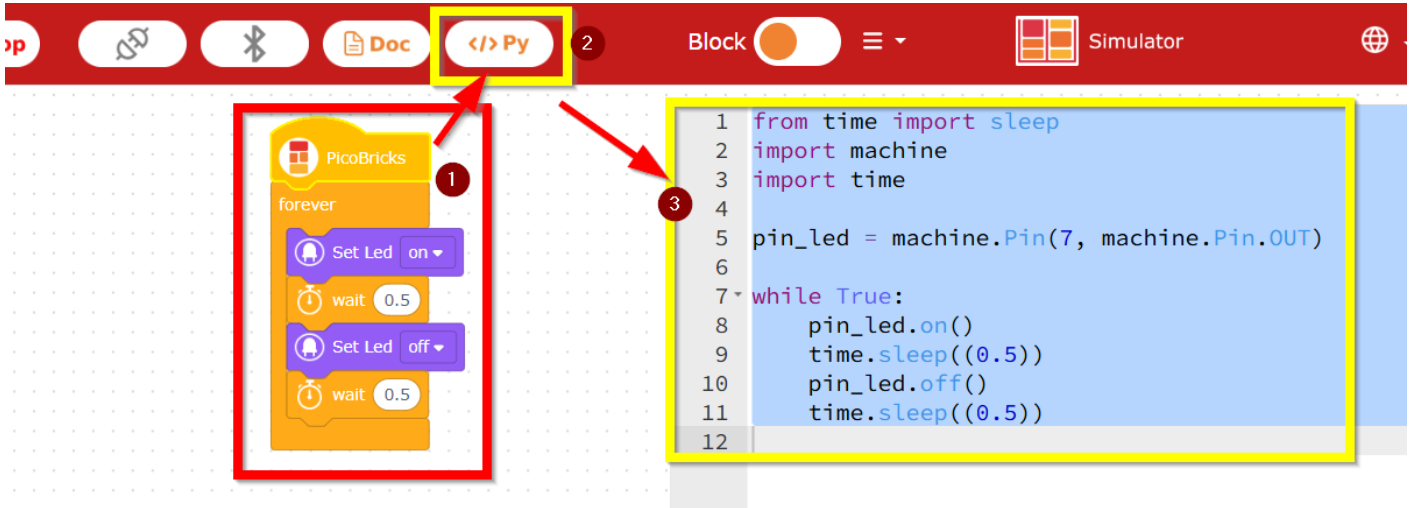 op
Doc
</> Py
2
Block
Simulator
PicoBricks
1
forever
Set Led on
wait 0.5
Set Led off
wait 0.5
3
1 from time import sleep
2 import machine
3 import time
4
5 pin_led = machine.Pin(7, machine.Pin.OUT)
6
7 while True:
8 pin_led.on()
9 time.sleep((0.5))
10 pin_led.off()
11 time.sleep((0.5))
12